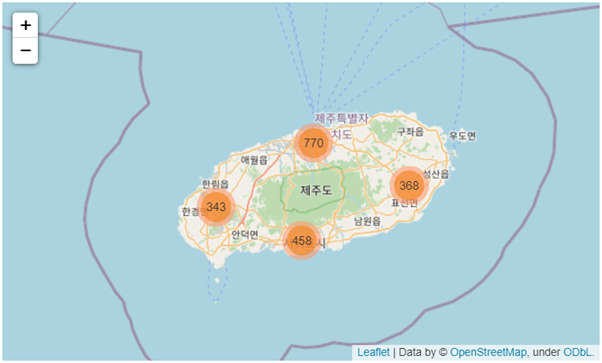 +
−
제주특별자
치도
770
구좌읍
우도면
애월읍
성산읍
한림읍
제주도
368
표선면
343
한경
남원읍
안덕면
458
시
Leaflet | Data by © OpenStreetMap, under ODbL.